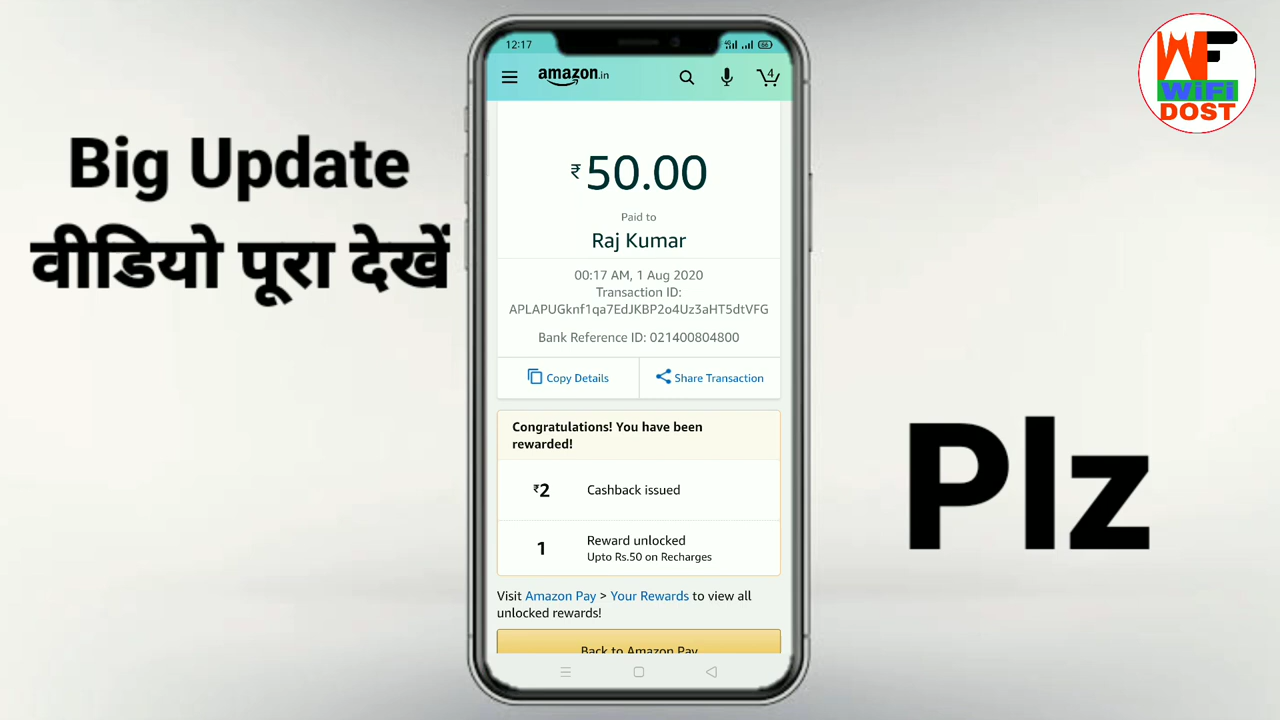 Big Update
वीडियो पूरा देखें
12:17
4G
66
amazon.in
4
₹50.00
Paid to
Raj Kumar
00:17 AM, 1 Aug 2020
Transaction ID:
APLAPUGknf1qa7EdJKBP2o4Uz3aHT5dtVFG
Bank Reference ID: 021400804800
Copy Details
Share Transaction
Congratulations! You have been
rewarded!
₹2 Cashback issued
1 Reward unlocked
Upto Rs.50 on Recharges
Visit Amazon Pay > Your Rewards to view all
unlocked rewards!
Back to Amazon Pay
WF
WiFi
DOST
Plz